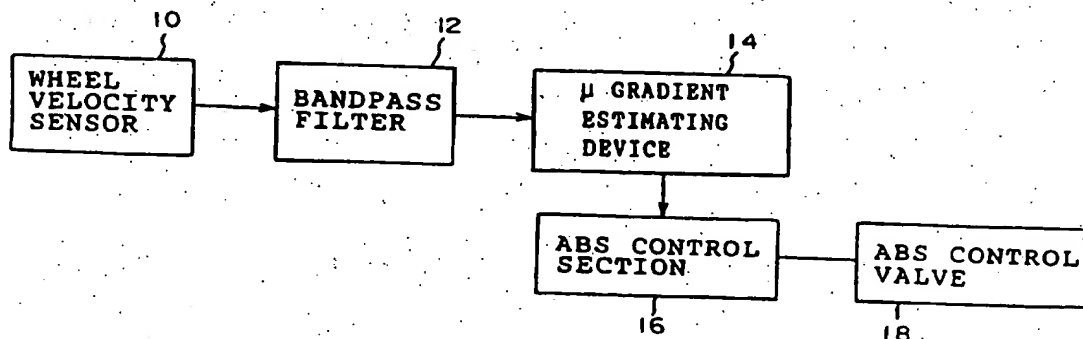 10
12
14
WHEEL
VELOCITY
SENSOR
BANDPASS
FILTER
μ GRADIENT
ESTIMATING
DEVICE
ABS CONTROL
SECTION
ABS CONTROL
VALVE
16
18